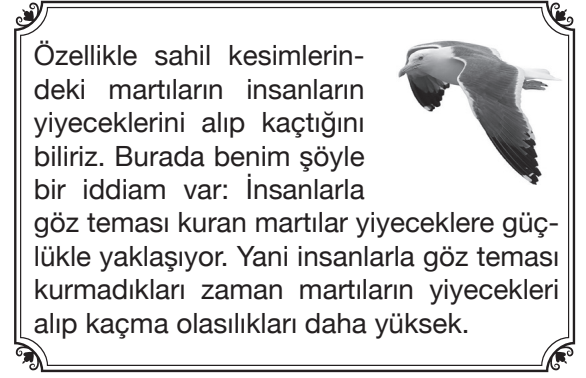 Özellikle sahil kesimlerin-
deki martıların insanların
yiyeceklerini alıp kaçtığını
biliriz. Burada benim şöyle
bir iddiam var: İnsanlarla
göz teması kuran martılar yiyeceklere güç-
lükle yaklaşıyor. Yani insanlarla göz teması
kurmadıkları zaman martıların yiyecekleri
alıp kaçma olasılıkları daha yüksek.